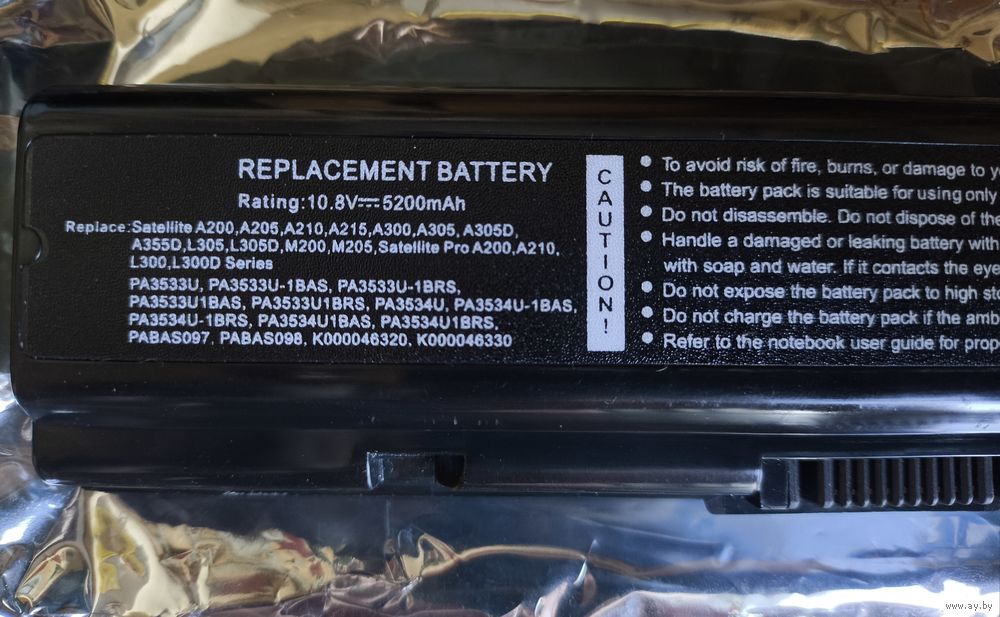 REPLACEMENT BATTERY
Rating:10.8V⎓5200mAh
Replace:Satellite A200,A205,A210,A215,A300,A305,A305D,
A355D,L305,L305D,M200,M205,Satellite Pro A200,A210,
L300,L300D Series
PA3533U, PA3533U-1BAS, PA3533U-1BRS,
PA3533U1BAS, PA3533U1BRS, PA3534U, PA3534U-1BAS,
PA3534U-1BRS, PA3534U1BAS, PA3534U1BRS,
PABAS097, PABAS098, K000046320, K000046330
CAUTION!
● To avoid risk of fire, burns, or damage to
● The battery pack is suitable for using only
● Do not disassemble. Do not dispose of the
● Handle a damaged or leaking battery with
with soap and water. If it contacts the
● Do not expose the battery pack to high
● Do not charge the battery pack if the
● Refer to the notebook user guide for
www.ay.by